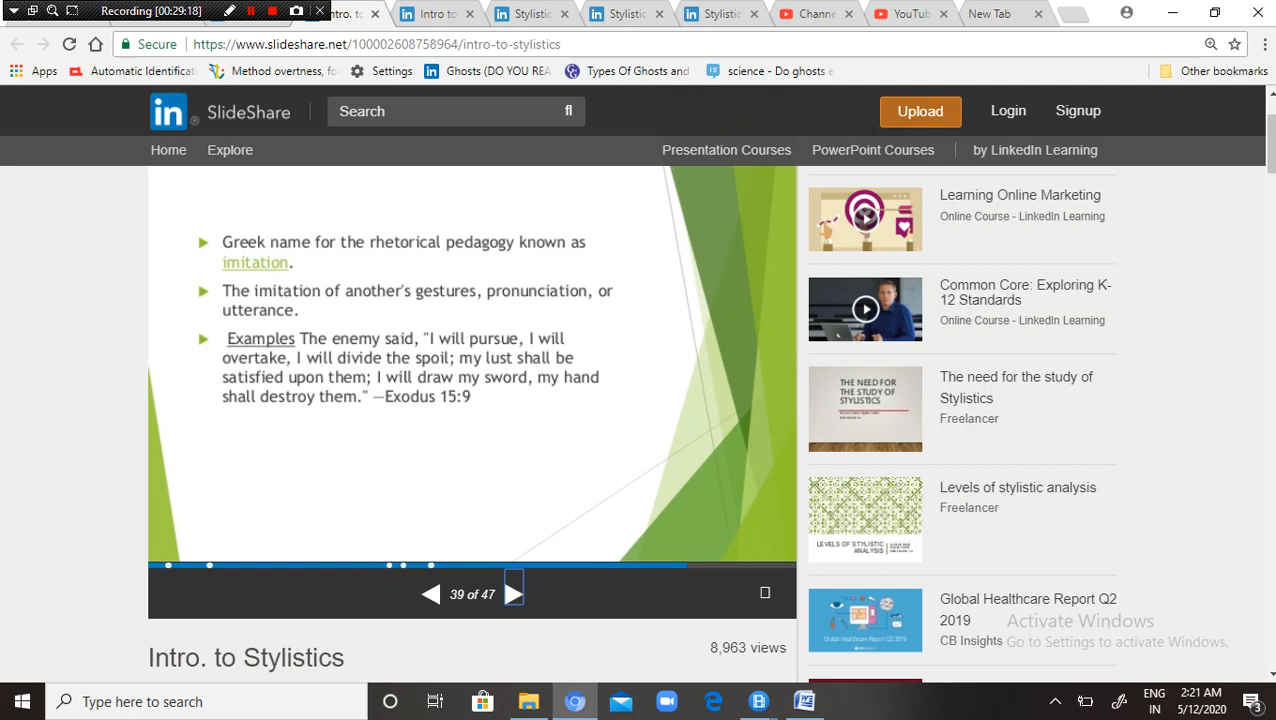 Recording [00:29:18]
ntro. t
Intro to
Stylistic
Stylistic
Stylistic
Channe
YouTub
New Tab
Secure
https://www.slideshare.net/100002608758964/intro-to-stylistics
Apps
Automatic Identificat
Method overtness, fo
Settings
Ghosts (DO YOU REA
Types Of Ghosts and
science - Do ghosts e
Other bookmarks
in SlideShare
Search
Upload
Login
Signup
Home
Explore
Presentation Courses
PowerPoint Courses
by LinkedIn Learning
Greek name for the rhetorical pedagogy known as
imitation.
The imitation of another's gestures, pronunciation, or
utterance.
Examples The enemy said, "I will pursue, I will
overtake, I will divide the spoil; my lust shall be
satisfied upon them; I will draw my sword, my hand
shall destroy them." —Exodus 15:9
39 of 47
Intro. to Stylistics
8,963 views
Learning Online Marketing
Online Course - LinkedIn Learning
Common Core: Exploring K-
12 Standards
Online Course - LinkedIn Learning
THE NEED FOR
THE STUDY OF
STYLISTICS
The need for the study of
Stylistics
Freelancer
LEVELS OF STYLISTIC
ANALYSIS
Levels of stylistic analysis
Freelancer
Global Healthcare Report Q2 2019
Global Healthcare Report Q2
2019
CB Insights
Activate Windows
Go to Settings to activate Windows.
Type here to search
ENG
IN
2:21 AM
5/12/2020
3